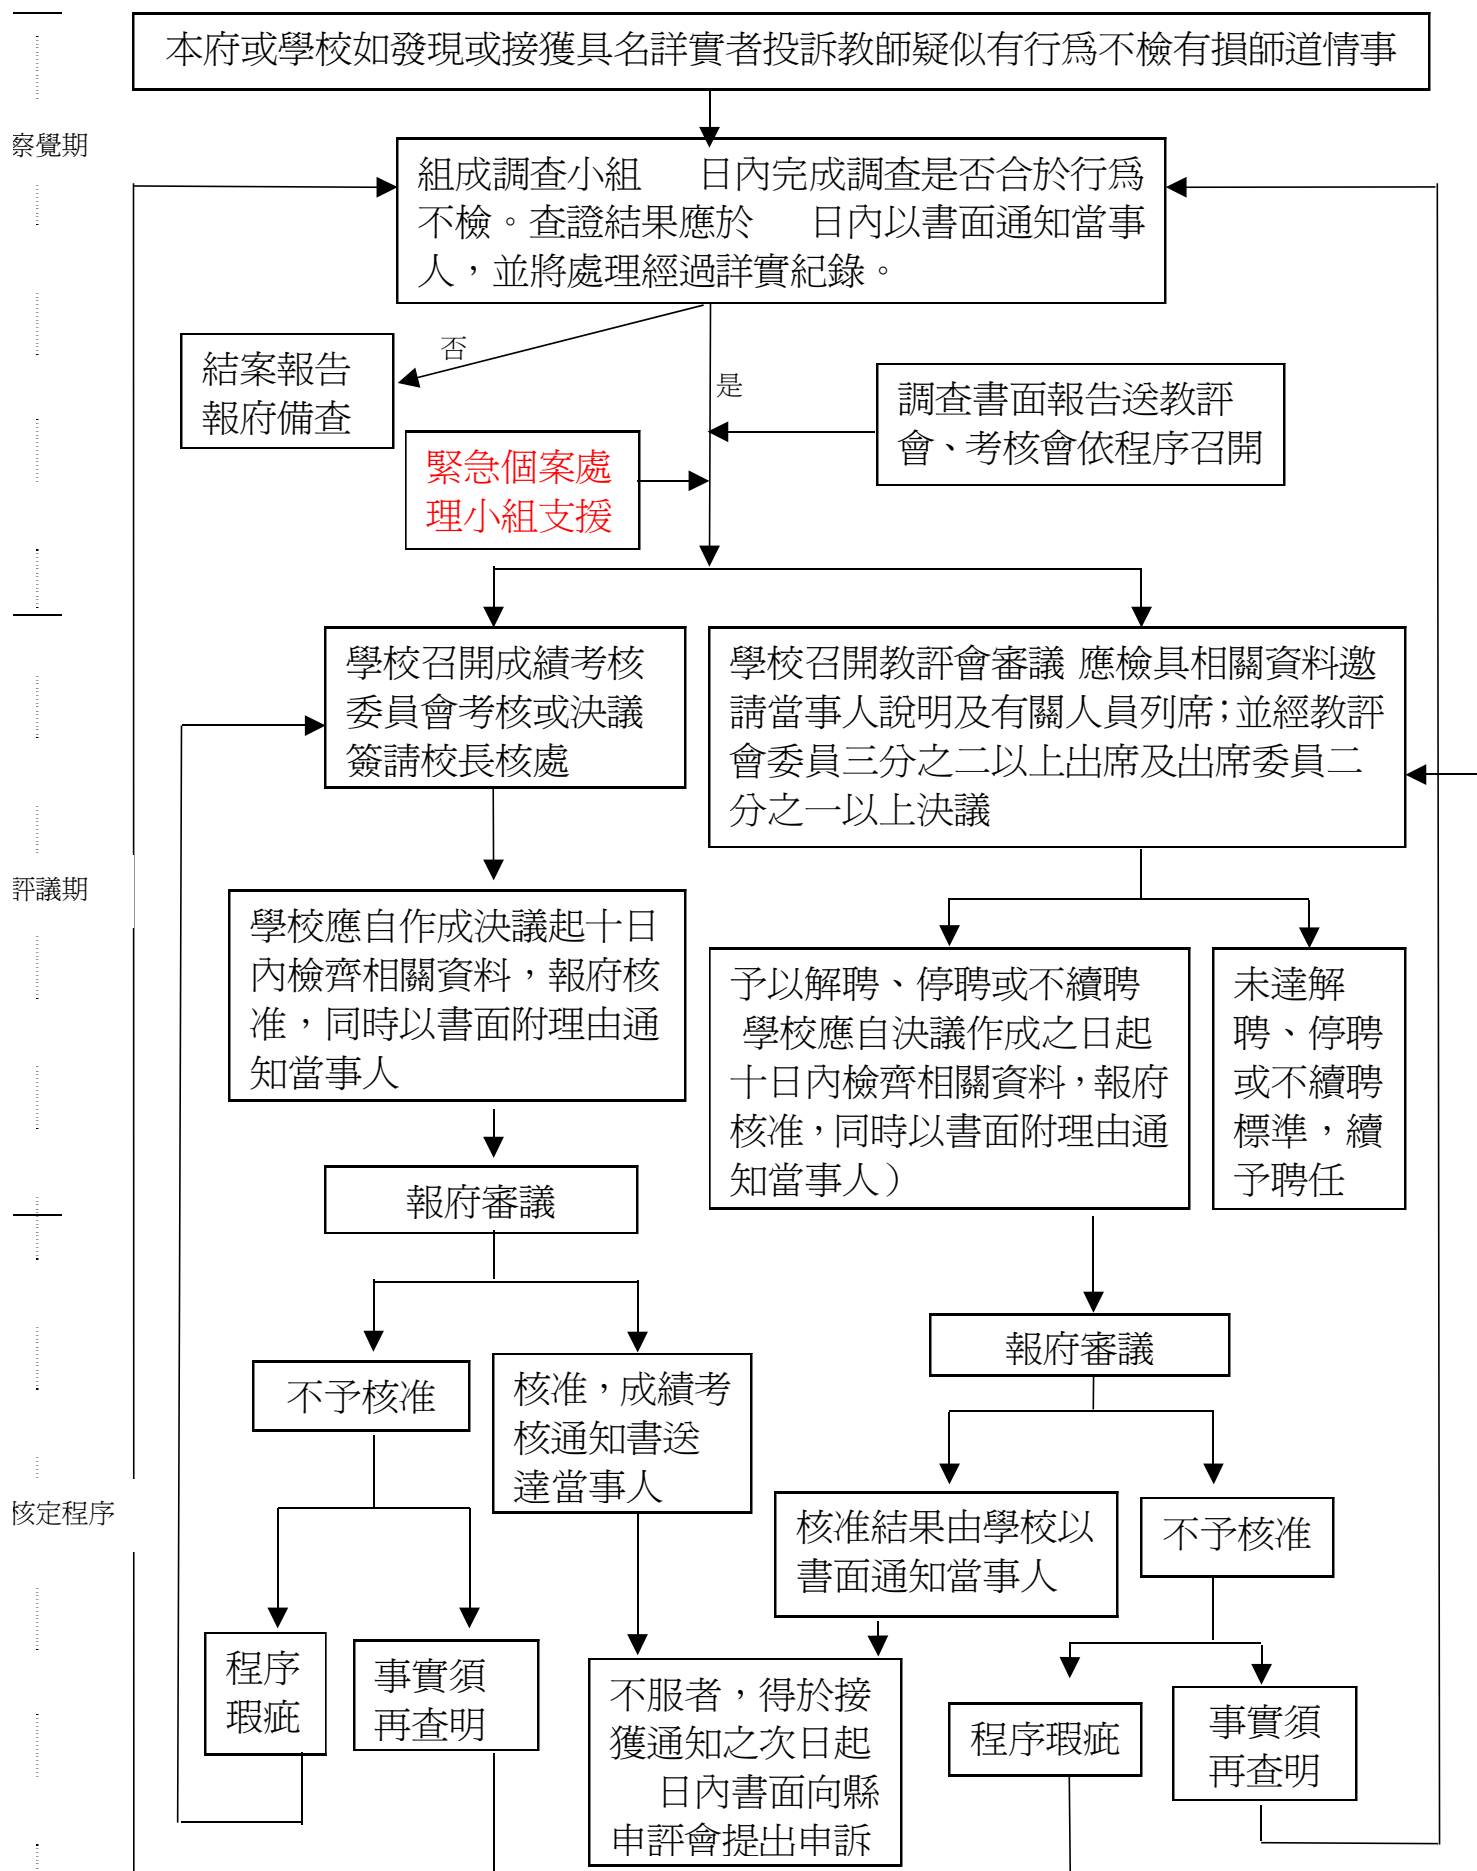 本府或學校如發現或接獲具名詳實者投訴教師疑似有行為不檢有損師道情事
察覺期
組成調查小組　日內完成調查是否合於行為
不檢。查證結果應於　日內以書面通知當事
人，並將處理經過詳實紀錄。
否
結案報告
報府備查
是
調查書面報告送教評
會、考核會依程序召開
緊急個案處
理小組支援
學校召開成績考核
委員會考核或決議
簽請校長核處
學校召開教評會審議 應檢具相關資料邀
請當事人說明及有關人員列席；並經教評
會委員三分之二以上出席及出席委員二
分之一以上決議
評議期
學校應自作成決議起十日
內檢齊相關資料，報府核
准，同時以書面附理由通
知當事人
予以解聘、停聘或不續聘
學校應自決議作成之日起
十日內檢齊相關資料，報府
核准，同時以書面附理由通
知當事人）
未達解
聘、停聘
或不續聘
標準，續
予聘任
報府審議
報府審議
不予核准
核准，成績考
核通知書送
達當事人
核定程序
核准結果由學校以
書面通知當事人
不予核准
程序
瑕疵
事實須
再查明
不服者，得於接
獲通知之次日起
日內書面向縣
申評會提出申訴
程序瑕疵
事實須
再查明